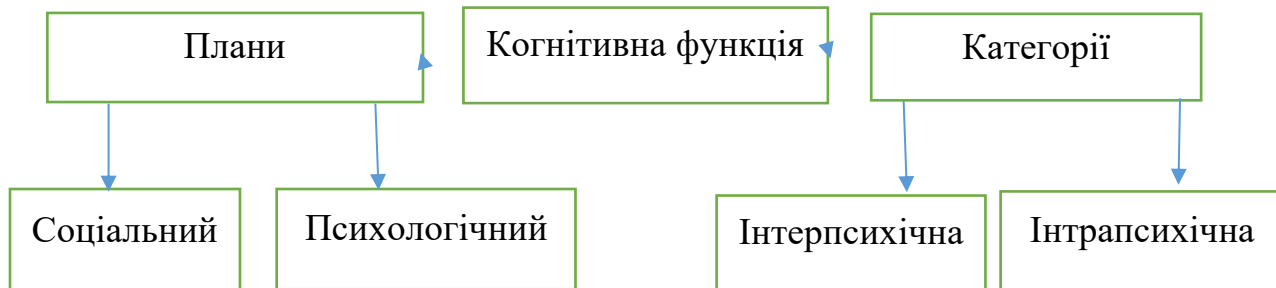 Плани
Когнітивна функція
Категорії
Соціальний
Психологічний
Інтерпсихічна
Інтрапсихічна